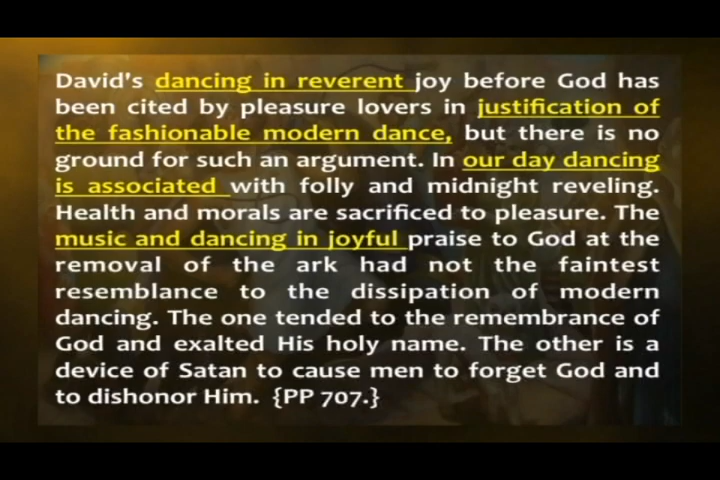 David's dancing in reverent joy before God has
been cited by pleasure lovers in justification of
the fashionable modern dance, but there is no
ground for such an argument. In our day dancing
is associated with folly and midnight reveling.
Health and morals are sacrificed to pleasure. The
music and dancing in joyful praise to God at the
removal of the ark had not the faintest
resemblance to the dissipation of modern
dancing. The one tended to the remembrance of
God and exalted His holy name. The other is a
device of Satan to cause men to forget God and
to dishonor Him. {PP 707.}